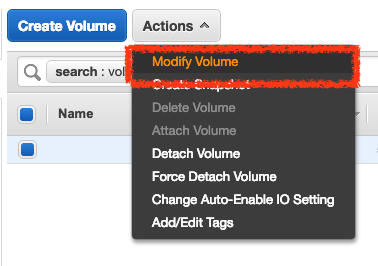 Create Volume Actions
search : vol
Modify Volume
Create Snapshot
Name
Delete Volume
Attach Volume
Detach Volume
Force Detach Volume
Change Auto-Enable IO Setting
Add/Edit Tags